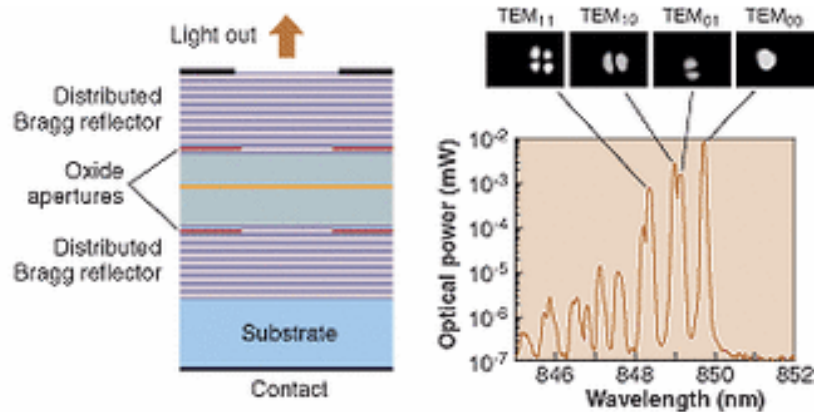 Light out
Distributed
Bragg reflector
Oxide
apertures
Distributed
Bragg reflector
Substrate
Contact
TEM₁₁ TEM₁₀ TEM₀₁ TEM₀₀
Optical power (mW)
10⁻²
10⁻³
10⁻⁴
10⁻⁵
10⁻⁶
10⁻⁷
846 848 850 852
Wavelength (nm)